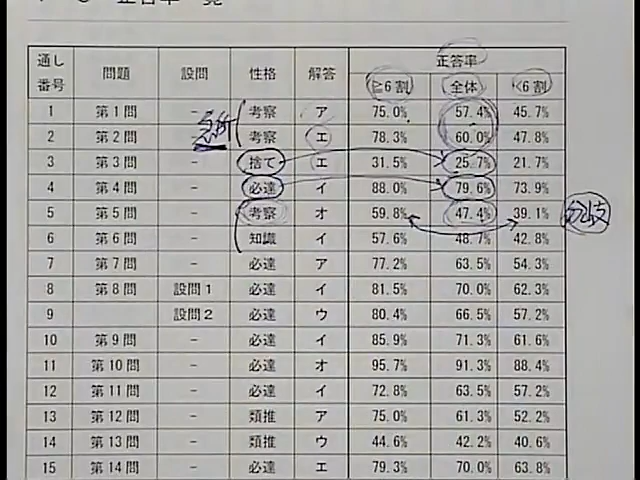 正答率一覧
通し番号 問題 設問 性格 解答 正答率
≧6割 全体 <6割
1 第1問 － 考察 ア 75.0% 57.4% 45.7%
2 第2問 － 考察 エ 78.3% 60.0% 47.8%
3 第3問 － 捨て エ 31.5% 25.7% 21.7%
4 第4問 － 必達 イ 88.0% 79.6% 73.9%
5 第5問 － 考察 オ 59.8% 47.4% 39.1% 分岐
6 第6問 － 知識 イ 57.6% 48.7% 42.8%
7 第7問 － 必達 ア 77.2% 63.5% 54.3%
8 第8問 設問1 必達 イ 81.5% 70.0% 62.3%
9 設問2 必達 ウ 80.4% 66.5% 57.2%
10 第9問 － 必達 イ 85.9% 71.3% 61.6%
11 第10問 － 必達 オ 95.7% 91.3% 88.4%
12 第11問 － 必達 イ 72.8% 63.5% 57.2%
13 第12問 － 類推 ア 75.0% 61.3% 52.2%
14 第13問 － 類推 ウ 44.6% 42.2% 40.6%
15 第14問 － 必達 エ 79.3% 70.0% 63.8%